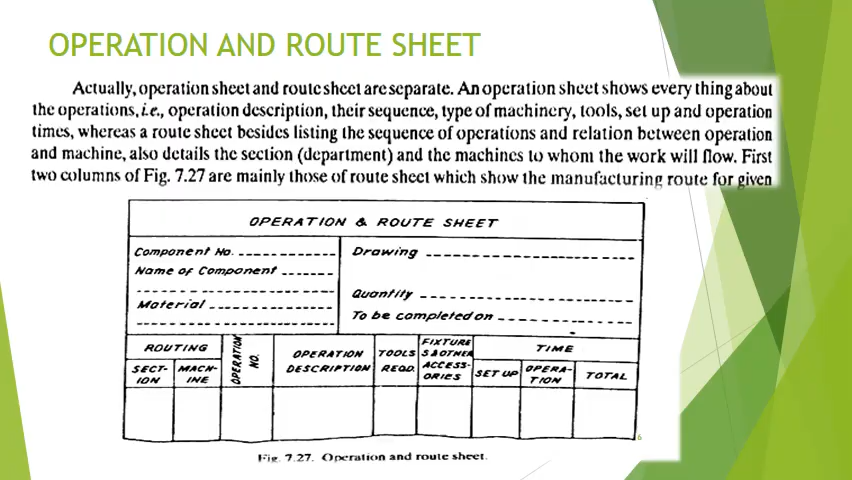 OPERATION AND ROUTE SHEET
Actually, operation sheet and route sheet are separate. An operation sheet shows every thing about
the operations, i.e., operation description, their sequence, type of machinery, tools, set up and operation
times, whereas a route sheet besides listing the sequence of operations and relation between operation
and machine, also details the section (department) and the machines to whom the work will flow. First
two columns of Fig. 7.27 are mainly those of route sheet which show the manufacturing route for given
OPERATION & ROUTE SHEET
Component No.
Name of Component
Material
Drawing
Quantity
To be completed on
ROUTING
SECT-
ION
MACH-
INE
OPERATION
NO.
OPERATION
DESCRIPTION
TOOLS
REQD.
FIXTURE
S & OTHER
ACCESS-
ORIES
TIME
SET UP
OPERA-
TION
TOTAL
6
Fig. 7.27. Operation and route sheet.